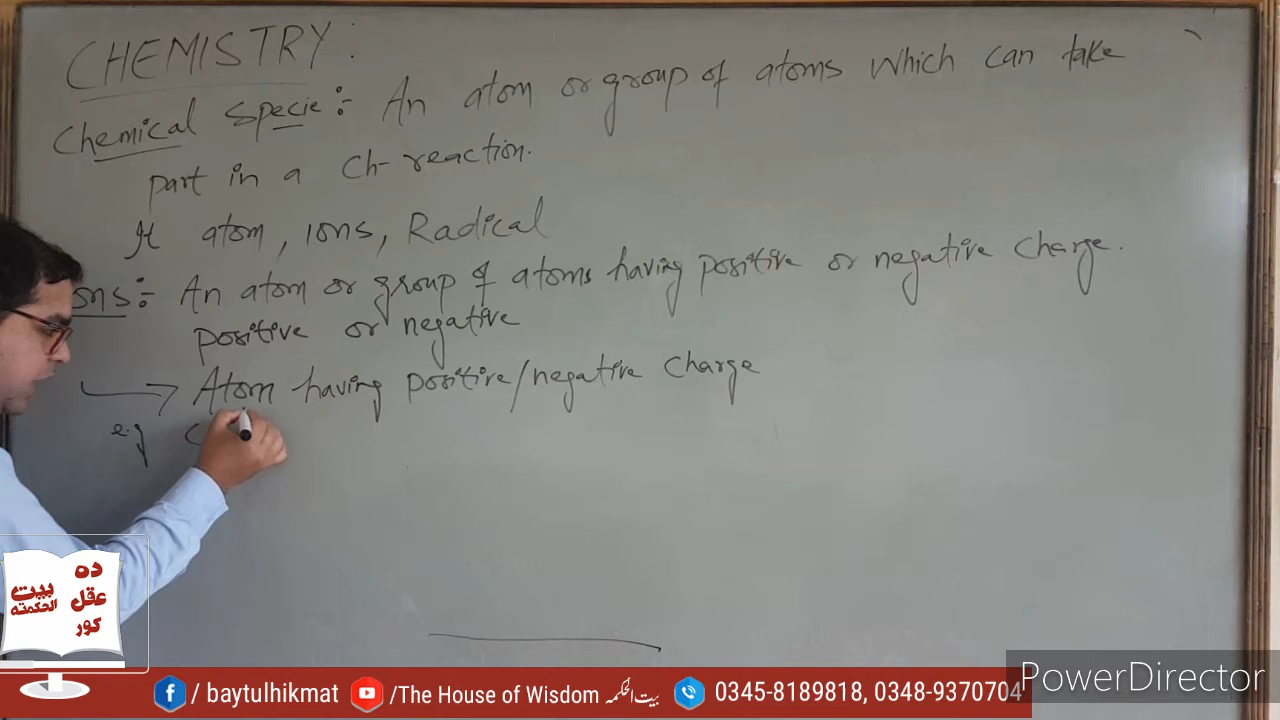 CHEMISTRY:
Chemical specie:- An atom or group of atoms which can take
part in a Ch- reaction.
It atom, Ions, Radical
ons:- An atom or group of atoms having positive or negative charge.
positive or negative
→ Atom having positive/negative charge
e.g C
ده
عقل
کور
بیت
الحکمته
/ baytulhikmat /The House of Wisdom بیت الحکمہ 0345-8189818, 0348-9370704
PowerDirector